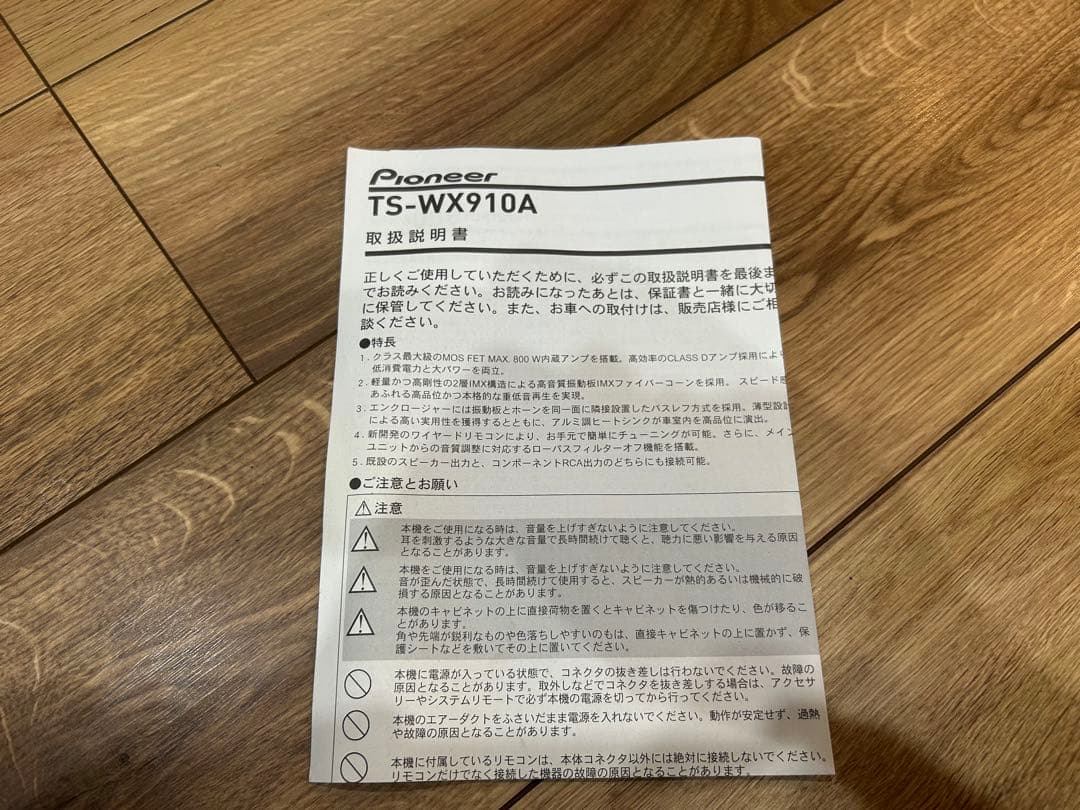 Pioneer
TS-WX910A
取扱説明書
正しくご使用していただくために、必ずこの取扱説明書を最後ま
でお読みください。お読みになったあとは、保証書と一緒に大切
に保管してください。また、お車への取付けは、販売店様にご相
談ください。
●特長
1. クラス最大級のMOS FET MAX. 800 W内蔵アンプを搭載。高効率のCLASS Dアンプ採用により
低消費電力と大パワーを両立。
2. 軽量かつ高剛性の2層IMX構造による高音質振動板IMXファイバーコーンを採用。 スピード感
あふれる高品位かつ本格的な重低音再生を実現。
3. エンクロージャーには振動板とホーンを同一面に隣接設置したバスレフ方式を採用。薄型設計
による高い実用性を獲得するとともに、アルミ調ヒートシンクが車室内を高品位に演出。
4. 新開発のワイヤードリモコンにより、お手元で簡単にチューニングが可能。さらに、メイン
ユニットからの音質調整に対応するローパスフィルターオフ機能を搭載。
5. 既設のスピーカー出力と、コンポーネントRCA出力のどちらにも接続可能。
●ご注意とお願い
⚠注意
本機をご使用になる時は、音量を上げすぎないように注意してください。
耳を刺激するような大きな音量で長時間続けて聴くと、聴力に悪い影響を与える原因
となることがあります。
本機をご使用になる時は、音量を上げすぎないように注意してください。
音が歪んだ状態で、長時間続けて使用すると、スピーカーが熱的あるいは機械的に破
損する原因となることがあります。
本機のキャビネットの上に直接荷物を置くとキャビネットを傷つけたり、色が移るこ
とがあります。
角や先端が鋭利なものや色落ちしやすいのもは、直接キャビネットの上に置かず、保
護シートなどを敷いてその上に置いてください。
本機に電源が入っている状態で、コネクタの抜き差しは行わないでください。故障の
原因となることがあります。取外しなどでコネクタを抜き差しする場合は、アクセサ
リーやシステムリモートで必ず本機の電源を切ってから行ってください。
本機のエアーダクトをふさいだまま電源を入れないでください。動作が安定せず、過熱
や故障の原因となることがあります。
本機に付属しているリモコンは、本体コネクタ以外には絶対に接続しないでください。
リモコンだけでなく接続した機器の故障の原因となることがあります。